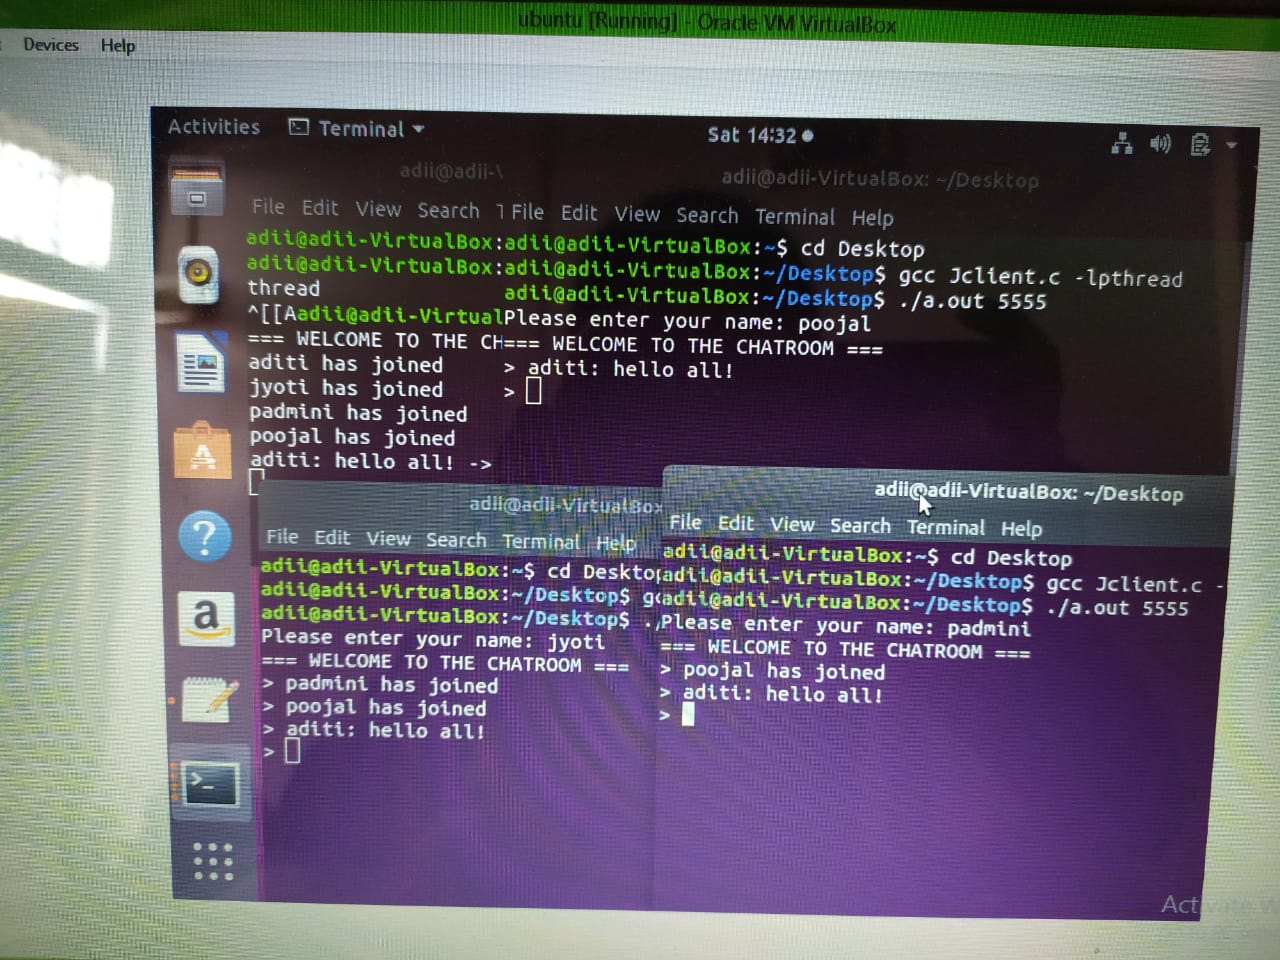 ubuntu [Running] - Oracle VM VirtualBox
Devices Help
Activities Terminal Sat 14:32
adii@adii-\
File Edit View Search T
adii@adii-VirtualBox:
adii@adii-VirtualBox:
thread
^[[Aadii@adii-Virtual
=== WELCOME TO THE CH
aditi has joined
jyoti has joined
padmini has joined
poojal has joined
aditi: hello all! ->
adii@adii-VirtualBox: ~/Desktop
File Edit View Search Terminal Help
adii@adii-VirtualBox:~$ cd Desktop
adii@adii-VirtualBox:~/Desktop$ gcc Jclient.c -lpthread
adii@adii-VirtualBox:~/Desktop$ ./a.out 5555
Please enter your name: poojal
=== WELCOME TO THE CHATROOM ===
> aditi: hello all!
>
adii@adii-VirtualBox
File Edit View Search Terminal Help
adii@adii-VirtualBox:~$ cd Desktop
adii@adii-VirtualBox:~/Desktop$ gc
adii@adii-VirtualBox:~/Desktop$ ./
Please enter your name: jyoti
=== WELCOME TO THE CHATROOM ===
> padmini has joined
> poojal has joined
> aditi: hello all!
>
adii@adii-VirtualBox: ~/Desktop
File Edit View Search Terminal Help
adii@adii-VirtualBox:~$ cd Desktop
adii@adii-VirtualBox:~/Desktop$ gcc Jclient.c -
adii@adii-VirtualBox:~/Desktop$ ./a.out 5555
Please enter your name: padmini
=== WELCOME TO THE CHATROOM ===
> poojal has joined
> aditi: hello all!
>
a
Activate W